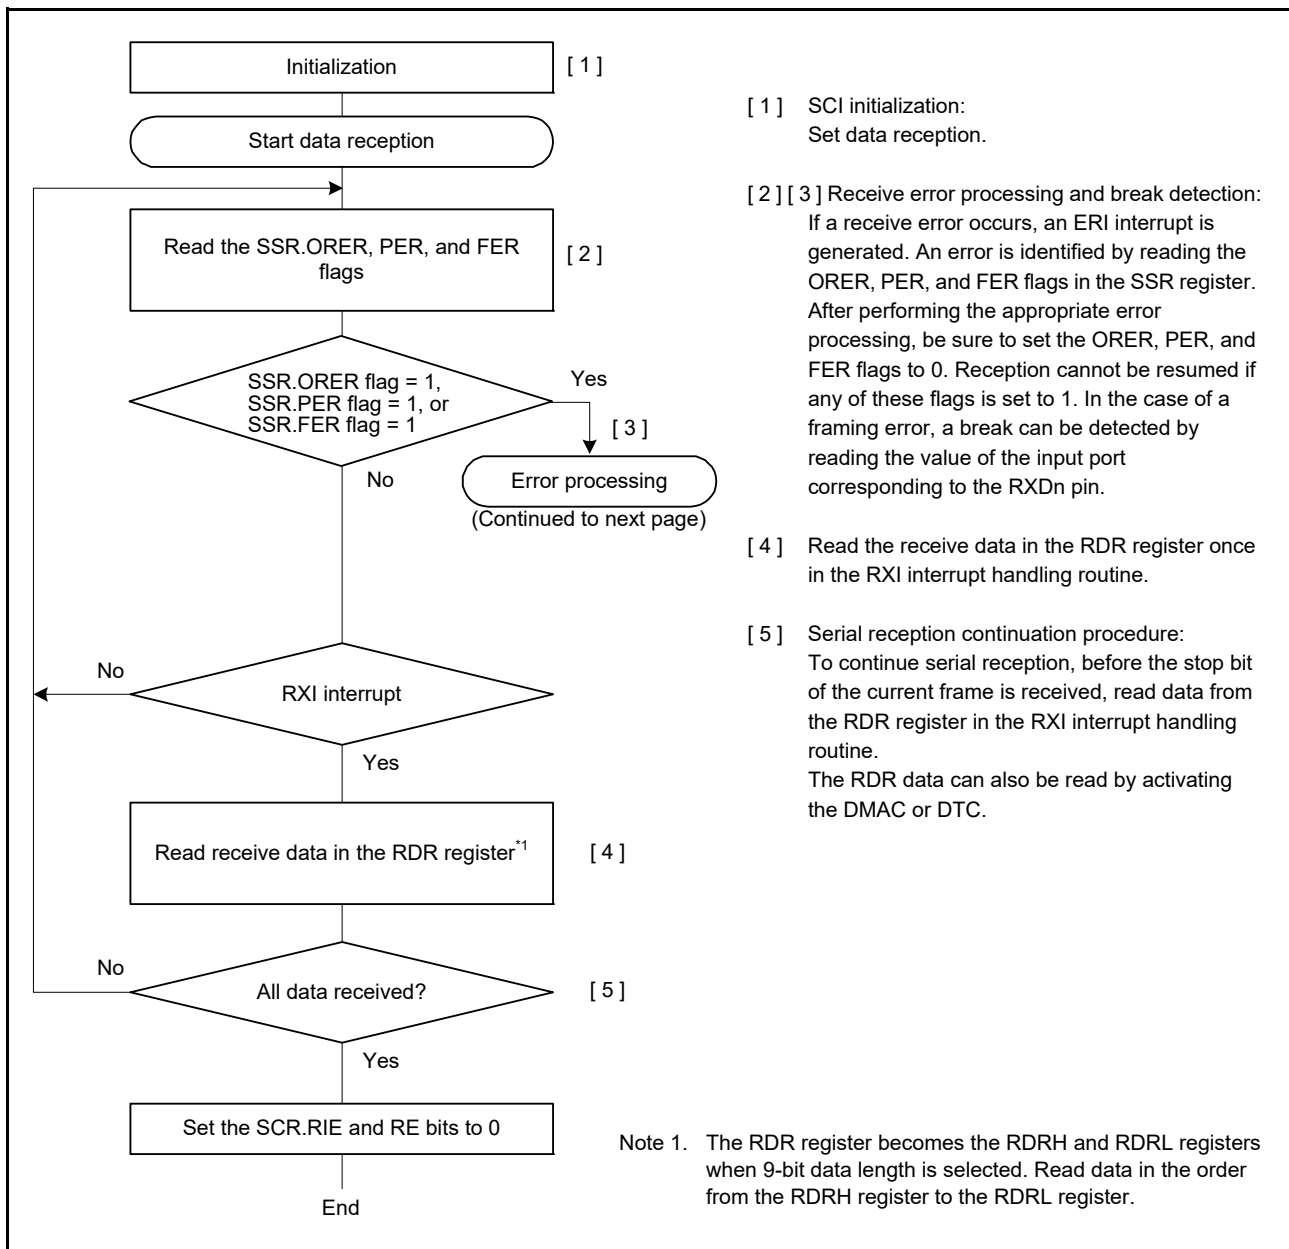 Initialization
[ 1 ]
Start data reception
Read the SSR.ORER, PER, and FER
flags
[ 2 ]
SSR.ORER flag = 1,
SSR.PER flag = 1, or
SSR.FER flag = 1
Yes
[ 3 ]
No
Error processing
(Continued to next page)
No
RXI interrupt
Yes
Read receive data in the RDR register*1
[ 4 ]
No
All data received?
[ 5 ]
Yes
Set the SCR.RIE and RE bits to 0
End
[ 1 ] SCI initialization:
Set data reception.
[ 2 ] [ 3 ] Receive error processing and break detection:
If a receive error occurs, an ERI interrupt is
generated. An error is identified by reading the
ORER, PER, and FER flags in the SSR register.
After performing the appropriate error
processing, be sure to set the ORER, PER, and
FER flags to 0. Reception cannot be resumed if
any of these flags is set to 1. In the case of a
framing error, a break can be detected by
reading the value of the input port
corresponding to the RXDn pin.
[ 4 ] Read the receive data in the RDR register once
in the RXI interrupt handling routine.
[ 5 ] Serial reception continuation procedure:
To continue serial reception, before the stop bit
of the current frame is received, read data from
the RDR register in the RXI interrupt handling
routine.
The RDR data can also be read by activating
the DMAC or DTC.
Note 1. The RDR register becomes the RDRH and RDRL registers
when 9-bit data length is selected. Read data in the order
from the RDRH register to the RDRL register.